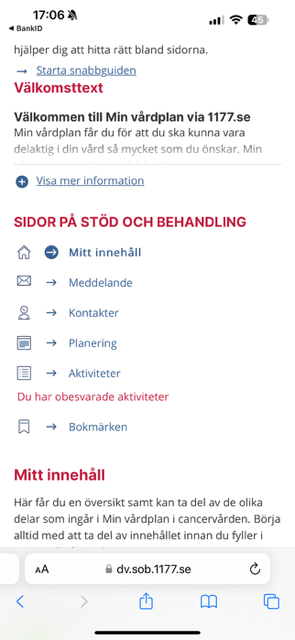 17:06
45
BankID
hjälper dig att hitta rätt bland sidorna.
Starta snabbguiden
Välkomsttext
Välkommen till Min vårdplan via 1177.se
Min vårdplan får du för att du ska kunna vara
delaktig i din vård så mycket som du önskar. Min
Visa mer information
SIDOR PÅ STÖD OCH BEHANDLING
Mitt innehåll
Meddelande
Kontakter
Planering
Aktiviteter
Du har obesvarade aktiviteter
Bokmärken
Mitt innehåll
Här får du en översikt samt kan ta del av de olika
delar som ingår i Min vårdplan i cancervården. Börja
alltid med att ta del av innehållet innan du fyller i
AA
dv.sob.1177.se